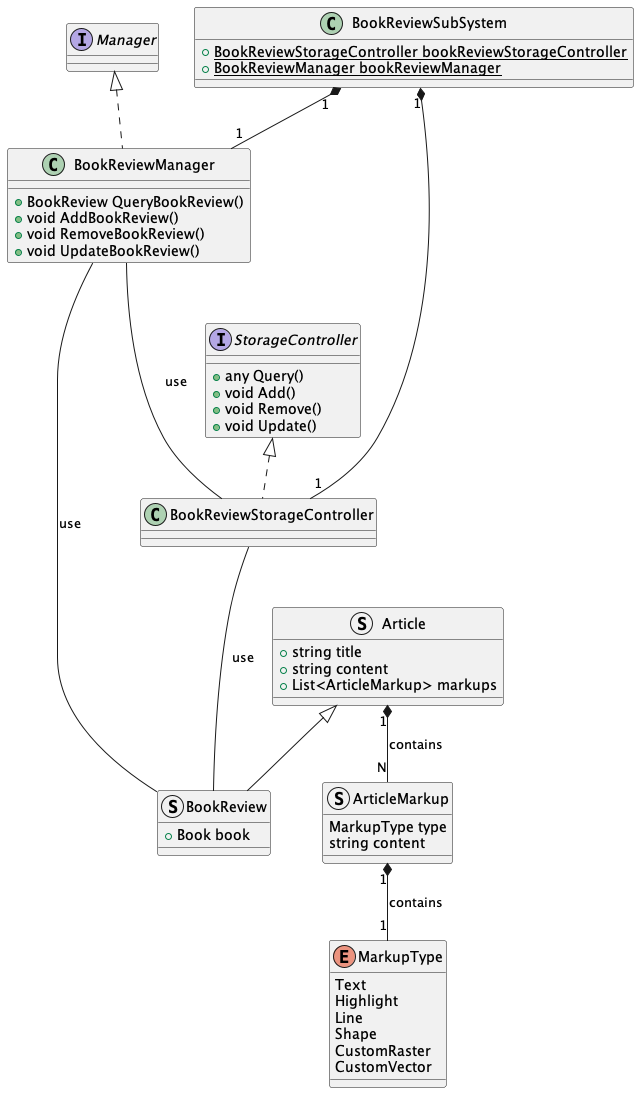 C BookReviewSubSystem
BookReviewStorageController bookReviewStorageController
BookReviewManager bookReviewManager
I Manager
1
1
1
C BookReviewManager
BookReview QueryBookReview()
void AddBookReview()
void RemoveBookReview()
void UpdateBookReview()
I StorageController
any Query()
void Add()
void Remove()
void Update()
use
1
C BookReviewStorageController
use
use
S Article
string title
string content
List<ArticleMarkup> markups
1
contains
N
S BookReview
Book book
S ArticleMarkup
MarkupType type
string content
1
contains
1
E MarkupType
Text
Highlight
Line
Shape
CustomRaster
CustomVector